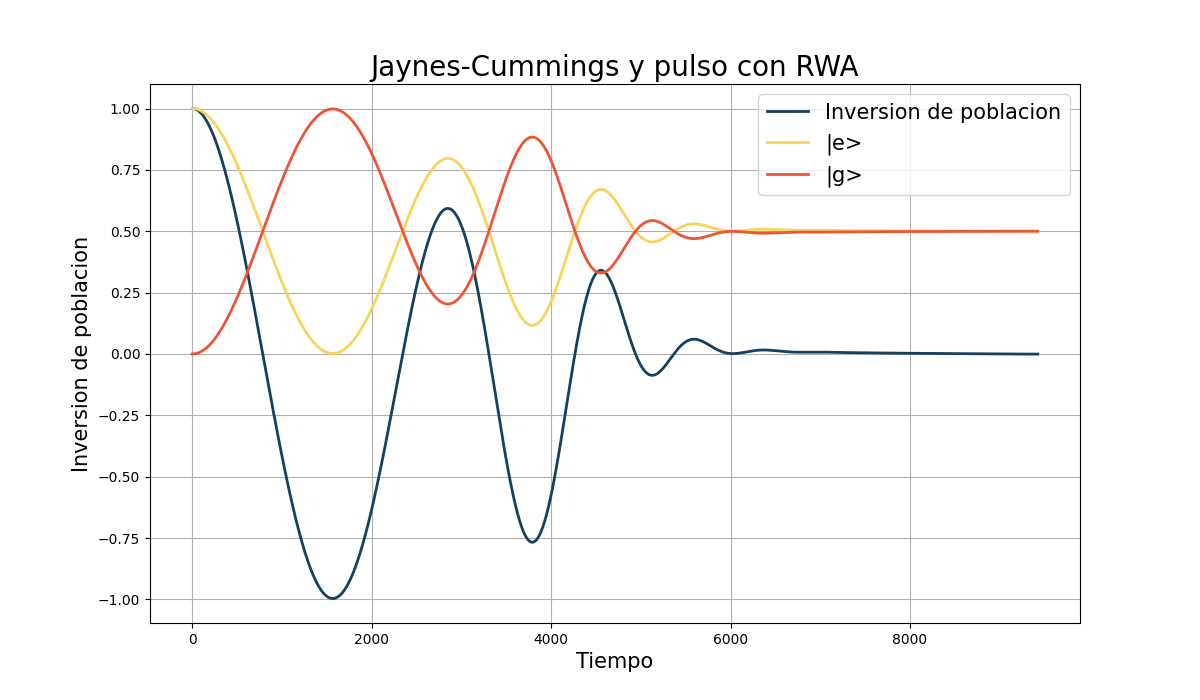 Jaynes-Cummings y pulso con RWA
Inversion de poblacion
|e>
|g>
Inversion de poblacion
1.00
0.75
0.50
0.25
0.00
−0.25
−0.50
−0.75
−1.00
0 2000 4000 6000 8000
Tiempo